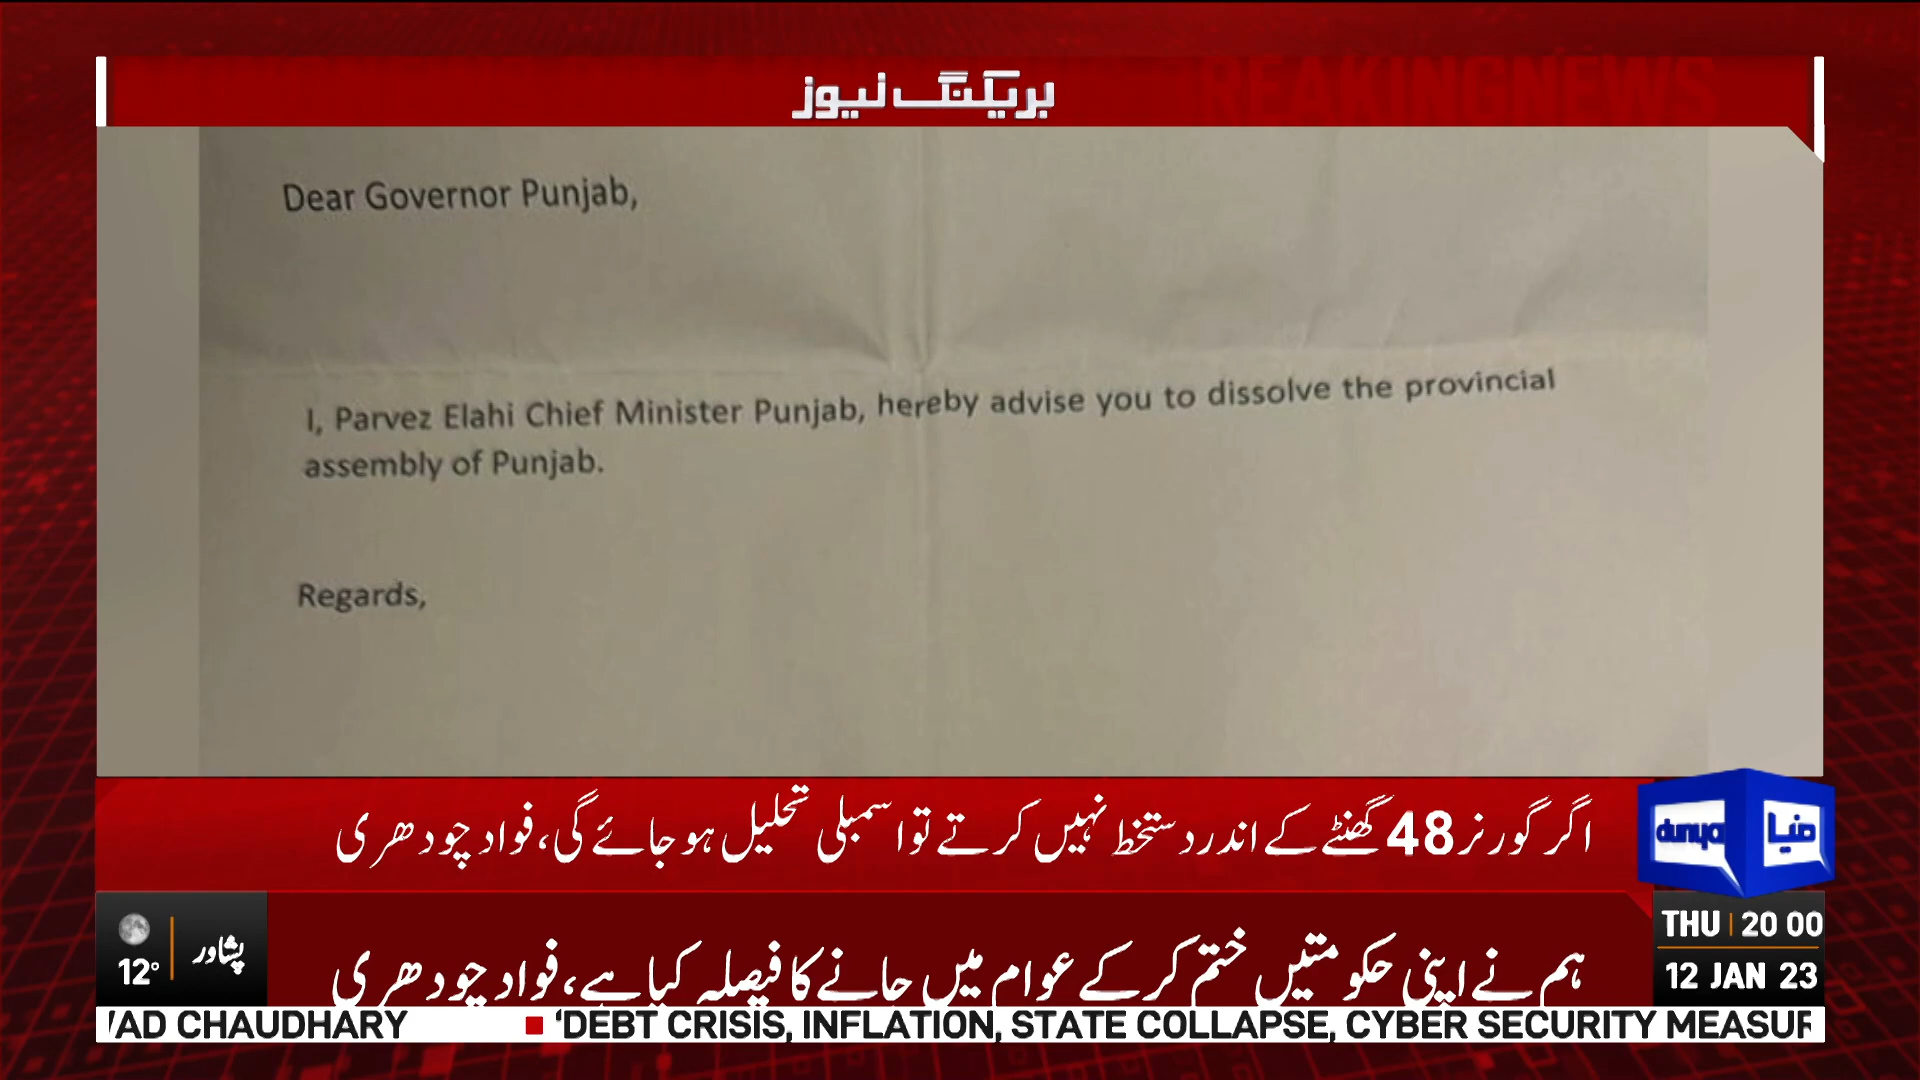 بریکنگ نیوز
REAKINGNEWS
Dear Governor Punjab,
I, Parvez Elahi Chief Minister Punjab, hereby advise you to dissolve the provincial
assembly of Punjab.
Regards,
اگر گورنر 48 گھنٹے کے اندر دستخط نہیں کرتے تو اسمبلی تحلیل ہو جائے گی، فواد چودھری
dunya
دنیا
ہم نے اپنی حکومتیں ختم کر کے عوام میں جانے کا فیصلہ کیا ہے، فواد چودھری
12°
پشاور
THU 20 00
12 JAN 23
AD CHAUDHARY ‘DEBT CRISIS, INFLATION, STATE COLLAPSE, CYBER SECURITY MEASUR